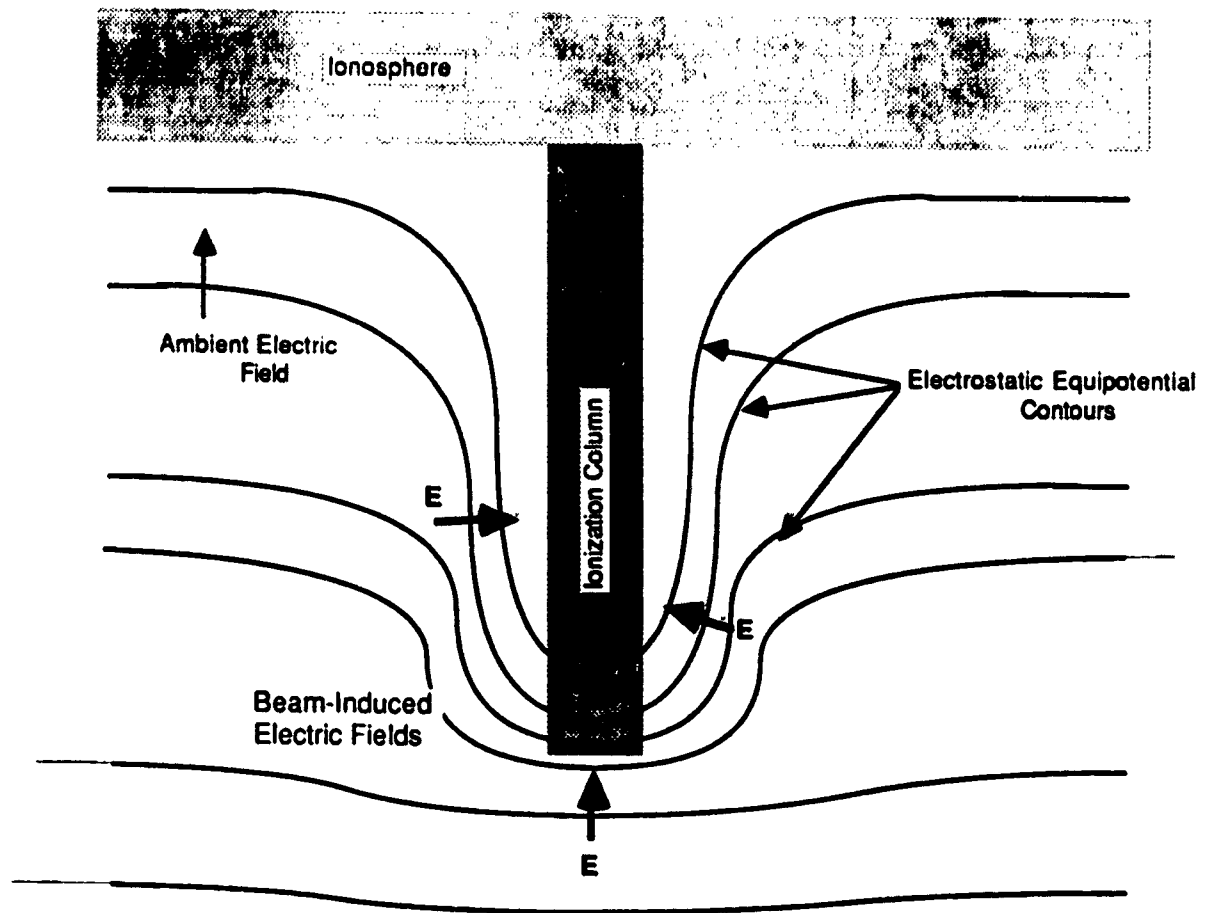 Ionosphere
Ambient Electric
Field
Electrostatic Equipotential
Contours
Ionization Column
E
E
Beam-Induced
Electric Fields
E